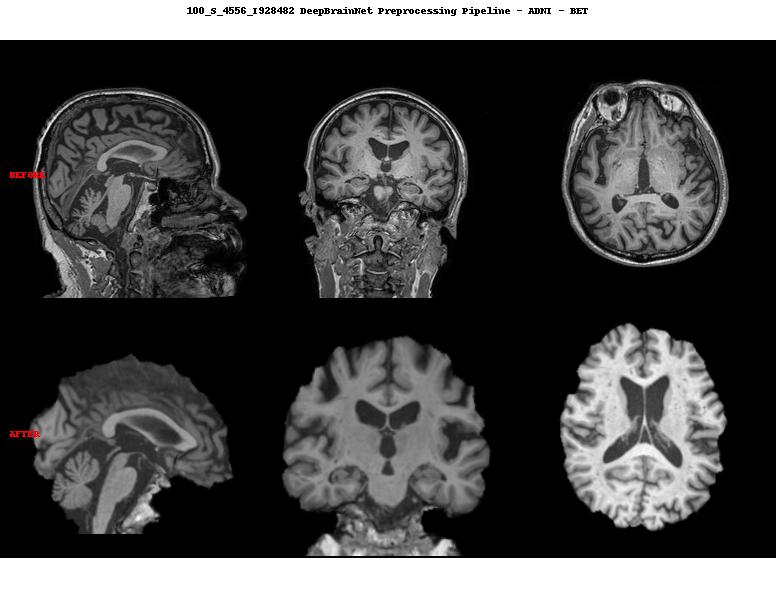 100_S_4556_I928482 DeepBrainNet Preprocessing Pipeline - ADNI - BET
BEFORE
AFTER